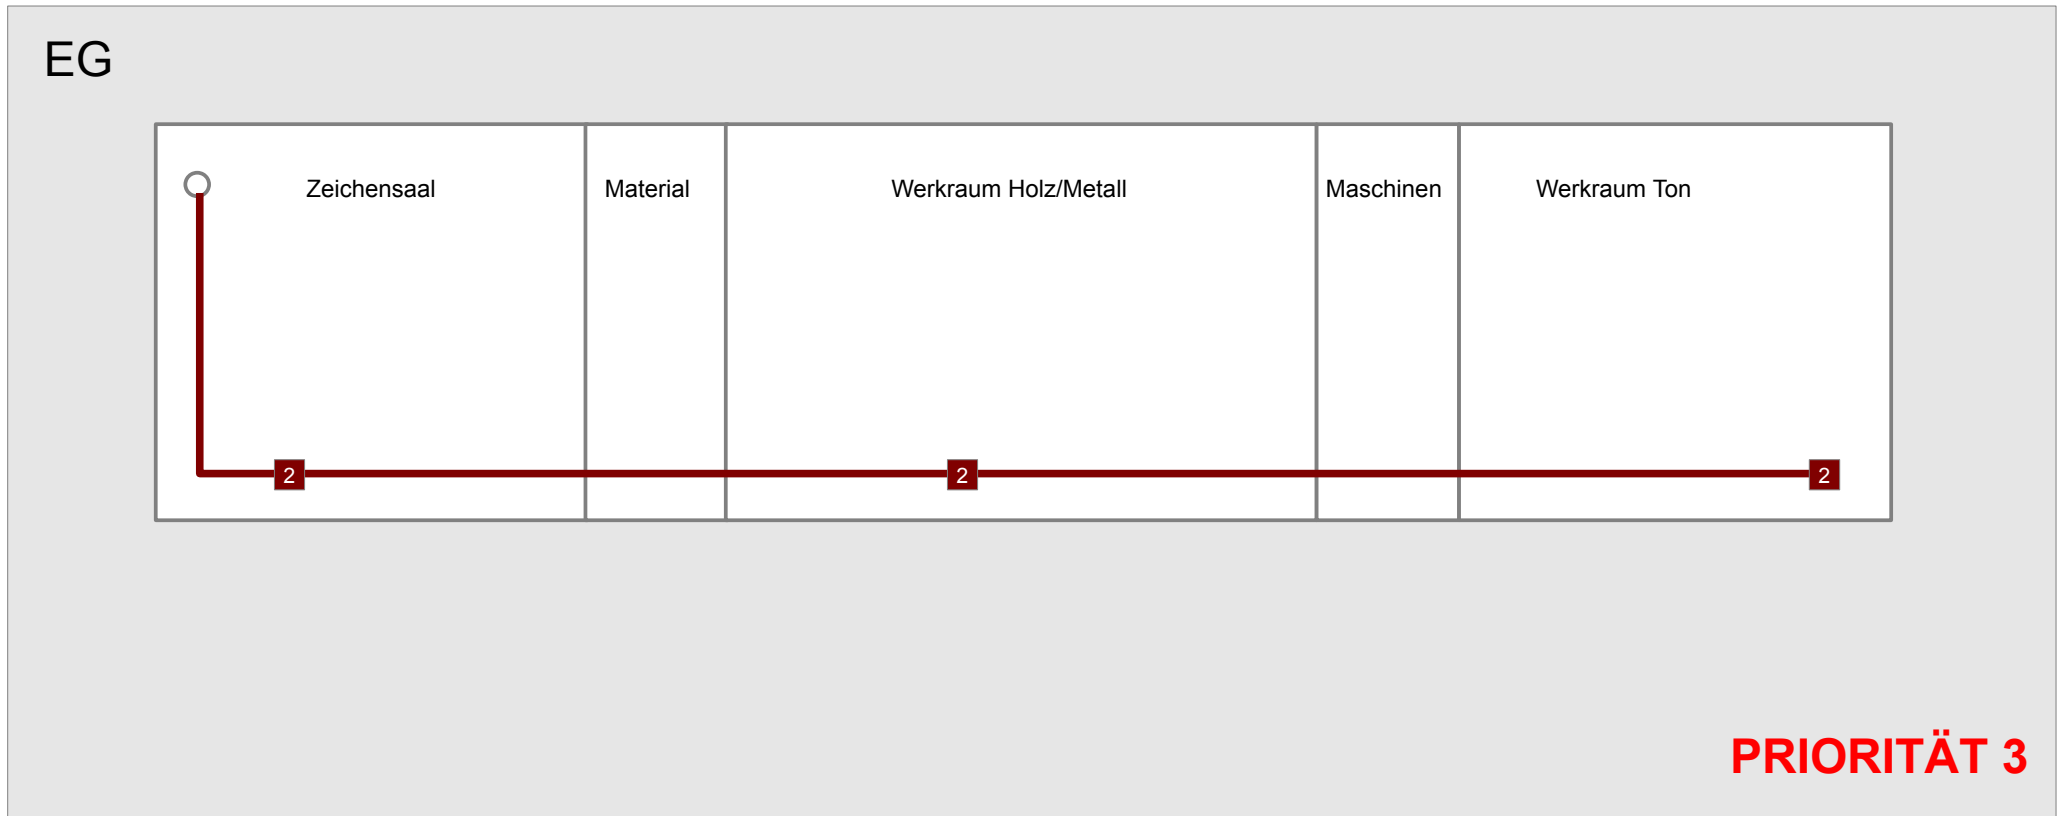 EG
Zeichensaal
Material
Werkraum Holz/Metall
Maschinen
Werkraum Ton
2
2
2
PRIORITÄT 3